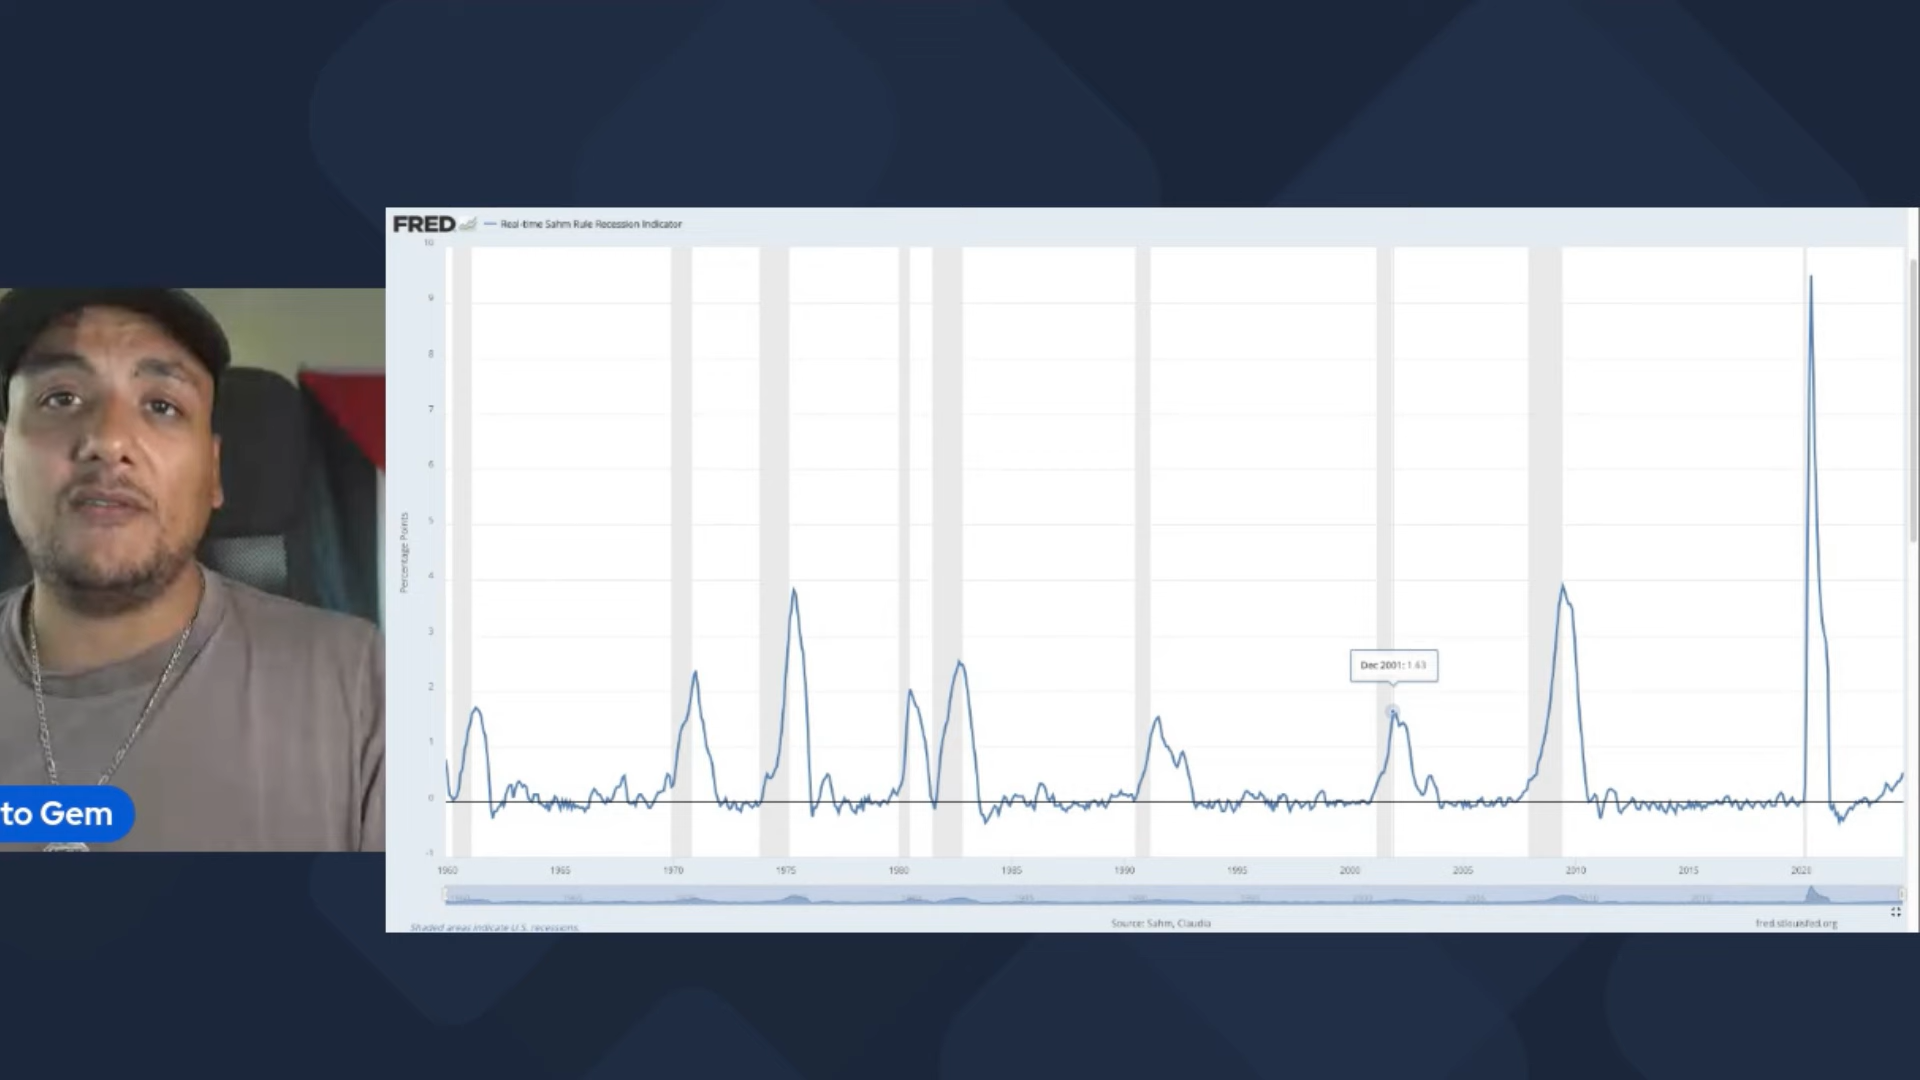 FRED — Real-time Sahm Rule Recession Indicator
10
9
8
7
6
5
4
3
2
1
0
-1
Percentage Points
Dec 2001: 1.63
1960 1965 1970 1975 1980 1985 1990 1995 2000 2005 2010 2015 2020
Shaded areas indicate U.S. recessions.
Source: Sahm, Claudia
fred.stlouisfed.org
to Gem